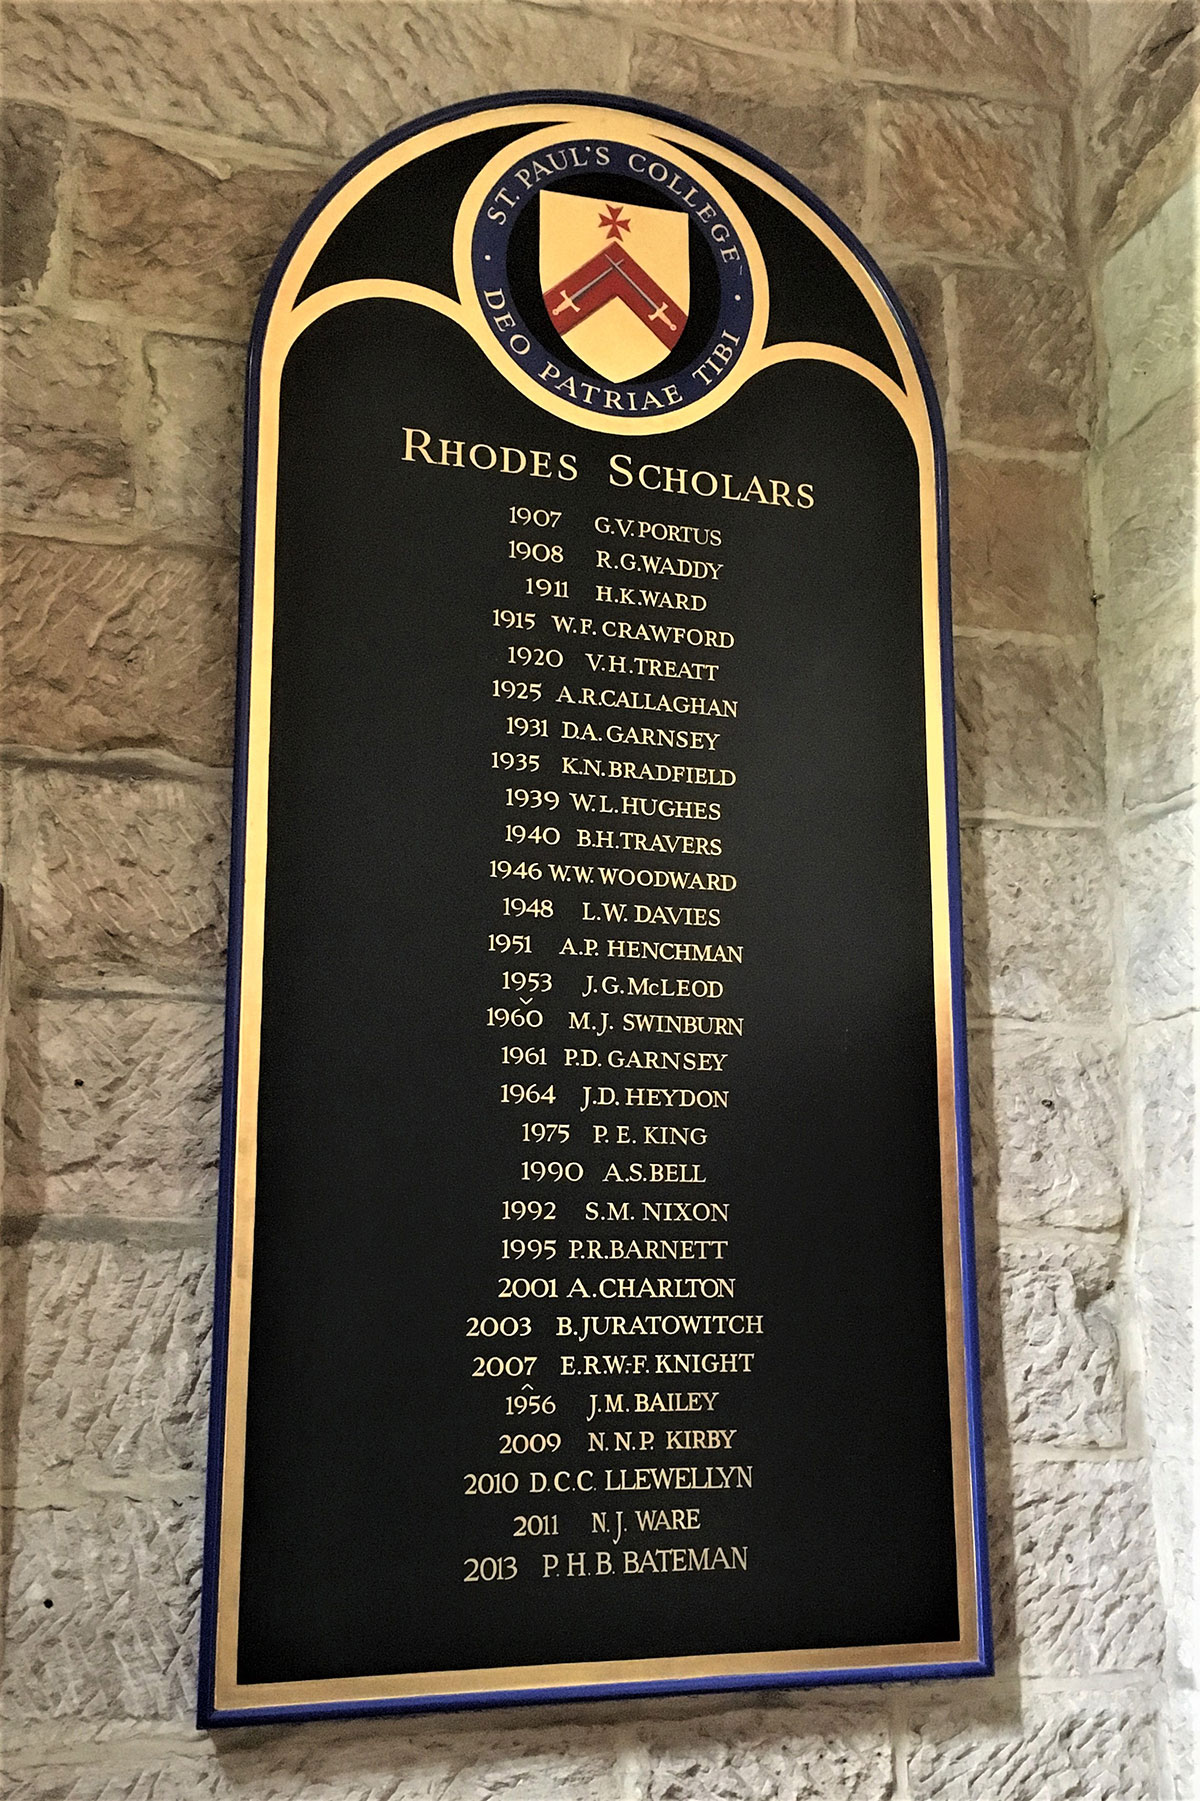 ST. PAUL'S COLLEGE
DEO PATRIAE TIBI
RHODES SCHOLARS
1907 G.V. PORTUS
1908 R.G. WADDY
1911 H.K. WARD
1915 W.F. CRAWFORD
1920 V.H. TREATT
1925 A.R. CALLAGHAN
1931 D.A. GARNSEY
1935 K.N. BRADFIELD
1939 W.L. HUGHES
1940 B.H. TRAVERS
1946 W.W. WOODWARD
1948 L.W. DAVIES
1951 A.P. HENCHMAN
1953 J.G. McLEOD
1960 M.J. SWINBURN
1961 P.D. GARNSEY
1964 J.D. HEYDON
1975 P. E. KING
1990 A.S. BELL
1992 S.M. NIXON
1995 P.R. BARNETT
2001 A. CHARLTON
2003 B. JURATOWITCH
2007 E.R.W.-F. KNIGHT
1956 J.M. BAILEY
2009 N.N.P. KIRBY
2010 D.C.C. LLEWELLYN
2011 N.J. WARE
2013 P.H.B. BATEMAN